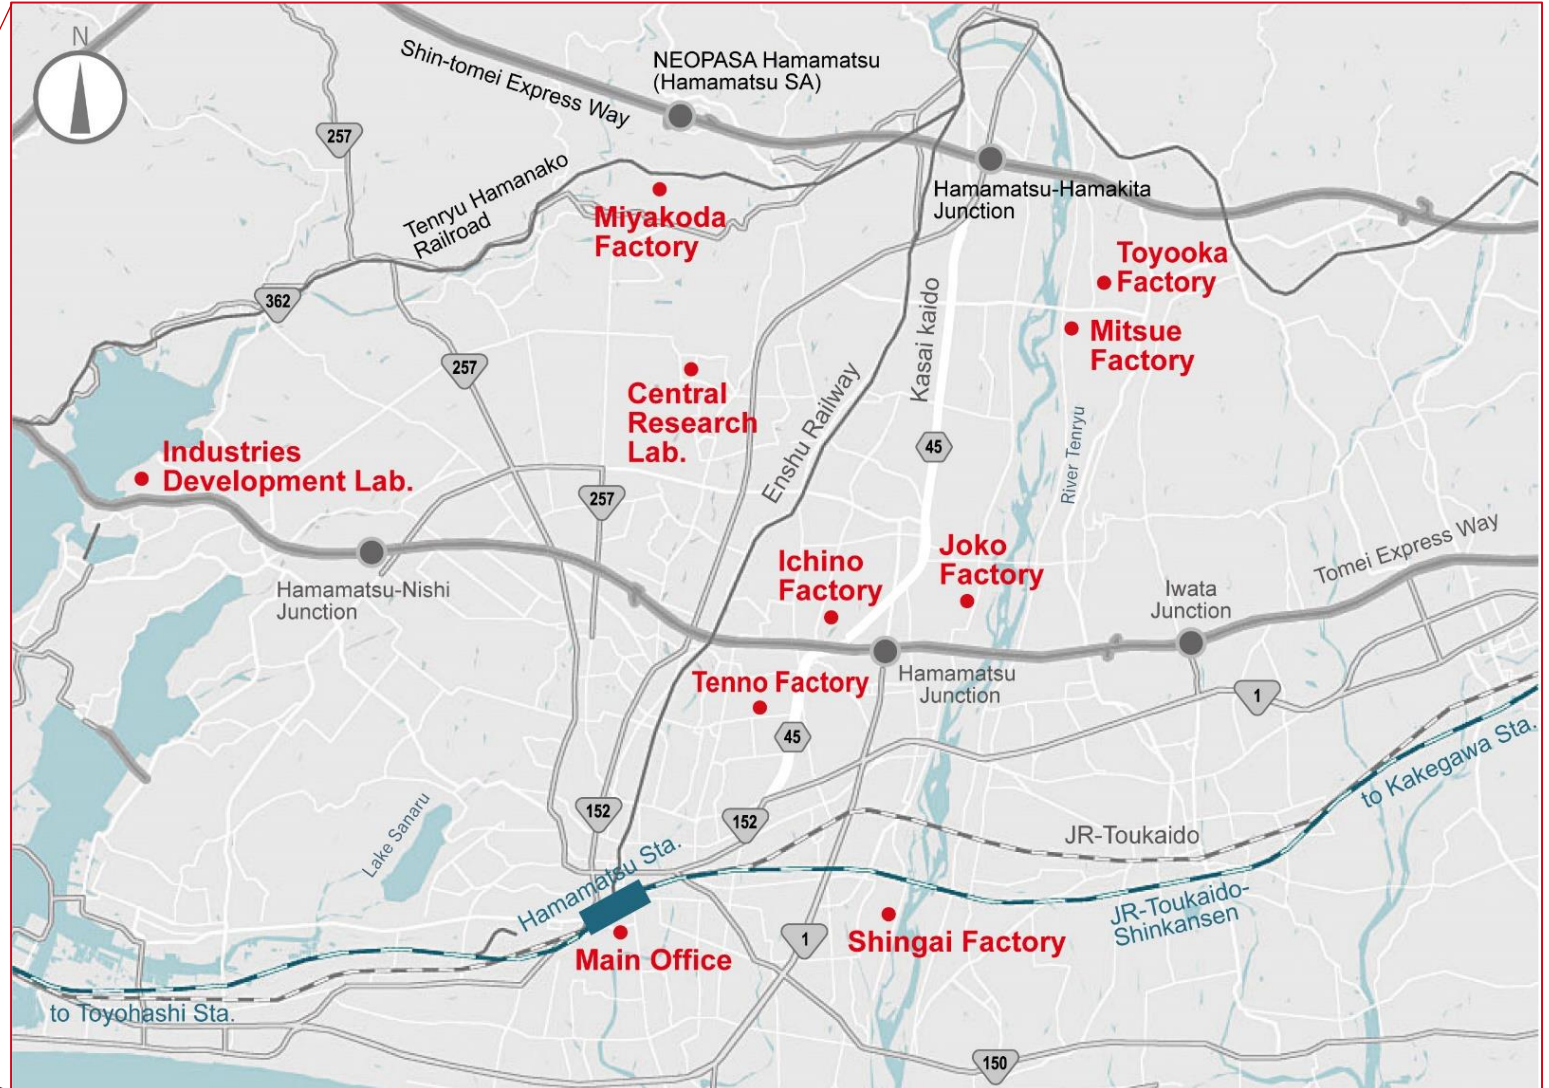 N
Shin-tomei Express Way
NEOPASA Hamamatsu
(Hamamatsu SA)
257
Tenryu Hamanako
Railroad
Miyakoda
Factory
Hamamatsu-Hamakita
Junction
Toyooka
Factory
362
Kasai kaido
Mitsue
Factory
257
Central
Research
Lab.
Enshu Railway
45
River Tenryu
Industries
Development Lab.
257
Tomei Express Way
Ichino
Factory
Joko
Factory
Hamamatsu-Nishi
Junction
Iwata
Junction
Tenno Factory
Hamamatsu
Junction
1
45
to Kakegawa Sta.
152
152
Lake Sanaru
JR-Toukaido
Hamamatsu Sta.
JR-Toukaido-
Shinkansen
Main Office
1
Shingai Factory
to Toyohashi Sta.
150